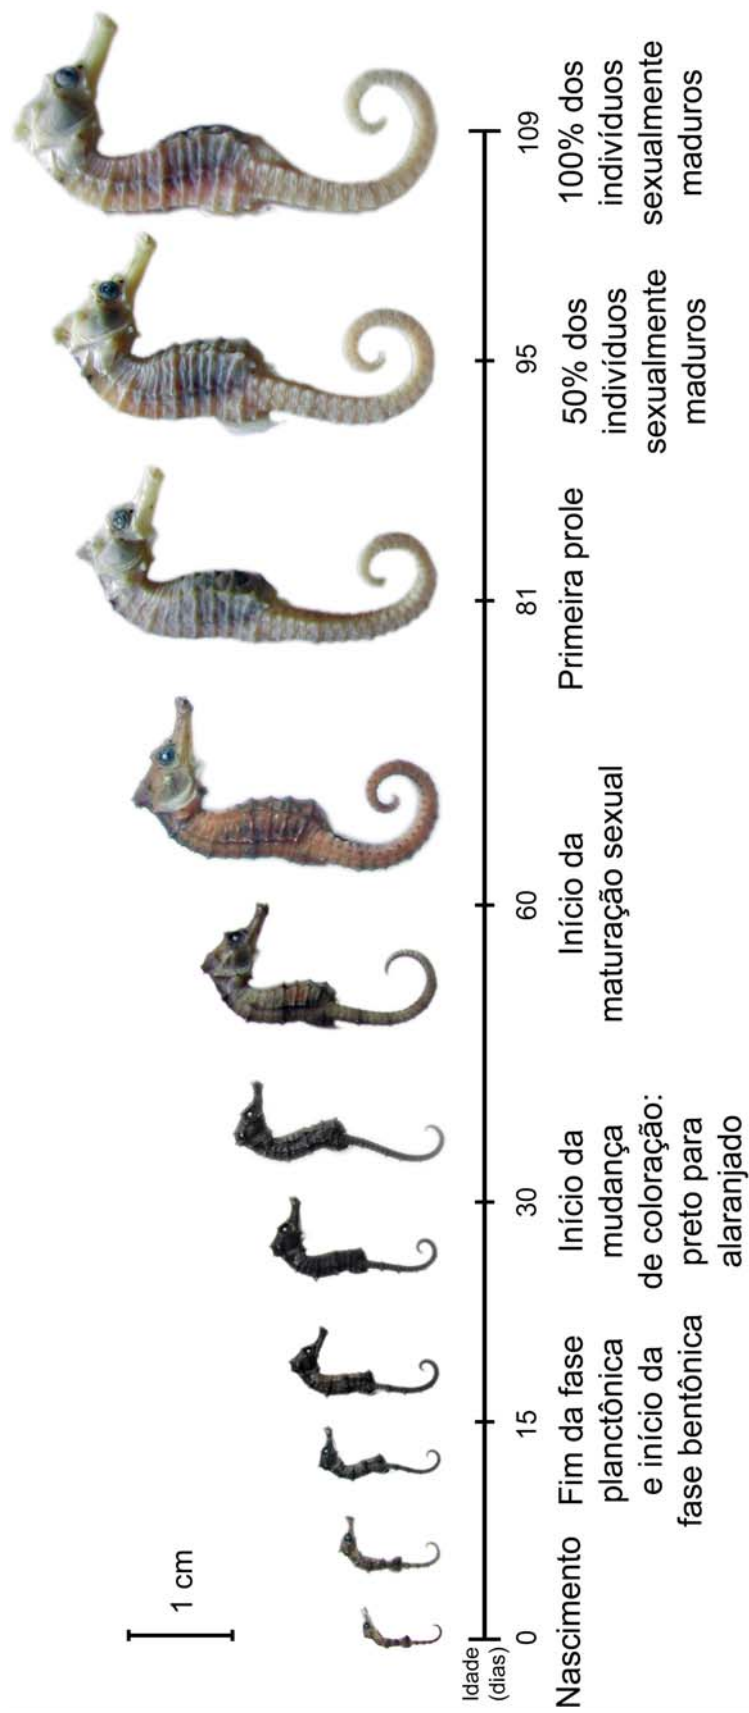 1 cm
Idade
(dias)
0
15
30
60
81
95
109
Nascimento
Fim da fase
planctônica
e início da
fase bentônica
Início da
mudança
de coloração:
preto para
alaranjado
Início da
maturação sexual
Primeira prole
50% dos
indivíduos
sexualmente
maduros
100% dos
indivíduos
sexualmente
maduros